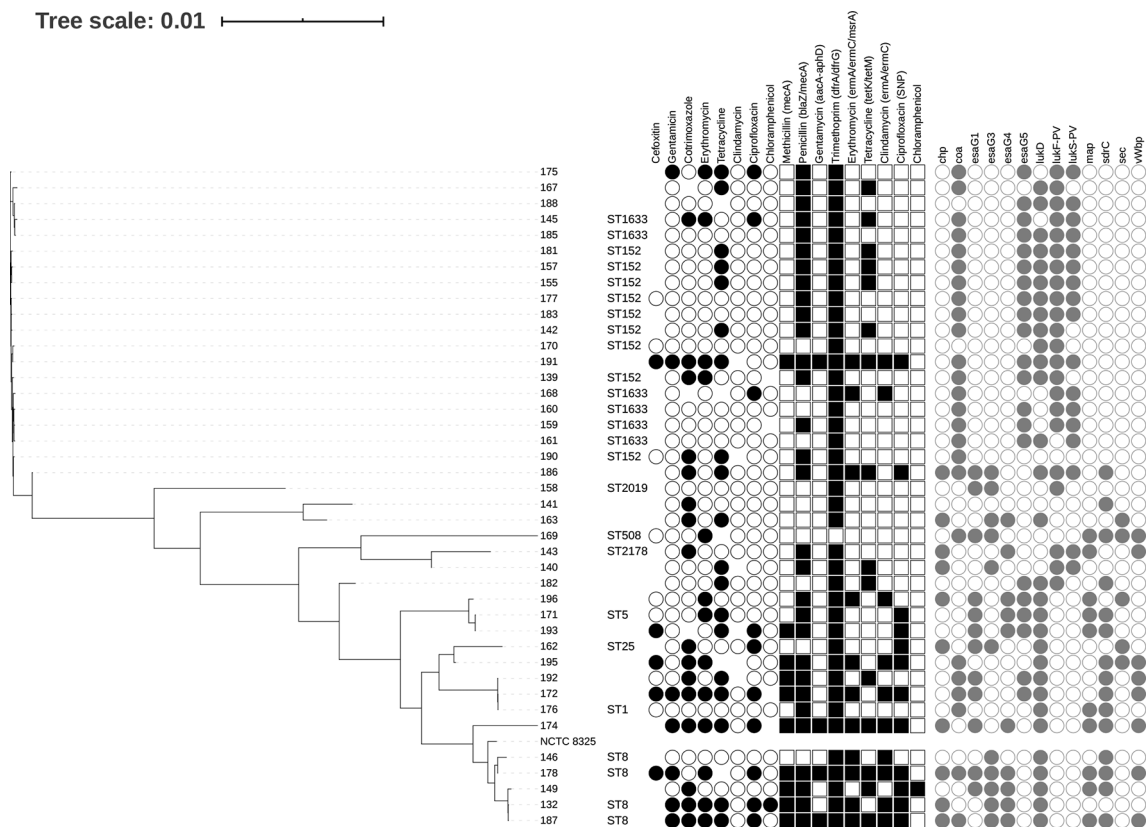 Tree scale: 0.01
Cefoxitin
Gentamicin
Cotrimoxazole
Erythromycin
Tetracycline
Clindamycin
Ciprofloxacin
Chloramphenicol
Methicillin (mecA)
Penicillin (blaZ/mecA)
Gentamycin (aacA-aphD)
Trimethoprim (dfrA/dfrG)
Erythromycin (ermA/ermC/msrA)
Tetracycline (tetK/tetM)
Clindamycin (ermA/ermC)
Ciprofloxacin (SNP)
Chloramphenicol
chp
coa
esaG1
esaG3
esaG4
esaG5
lukD
lukF-PV
lukS-PV
map
sdrC
sec
vWbp
175
167
188
145 ST1633
185 ST1633
181 ST152
157 ST152
155 ST152
177 ST152
183 ST152
142 ST152
170 ST152
191
139 ST152
168 ST1633
160 ST1633
159 ST1633
161 ST1633
190 ST152
186
158 ST2019
141
163
169 ST508
143 ST2178
140
182
196
171 ST5
193
162 ST25
195
192
172
176 ST1
174
NCTC 8325
146 ST8
178 ST8
149
132 ST8
187 ST8